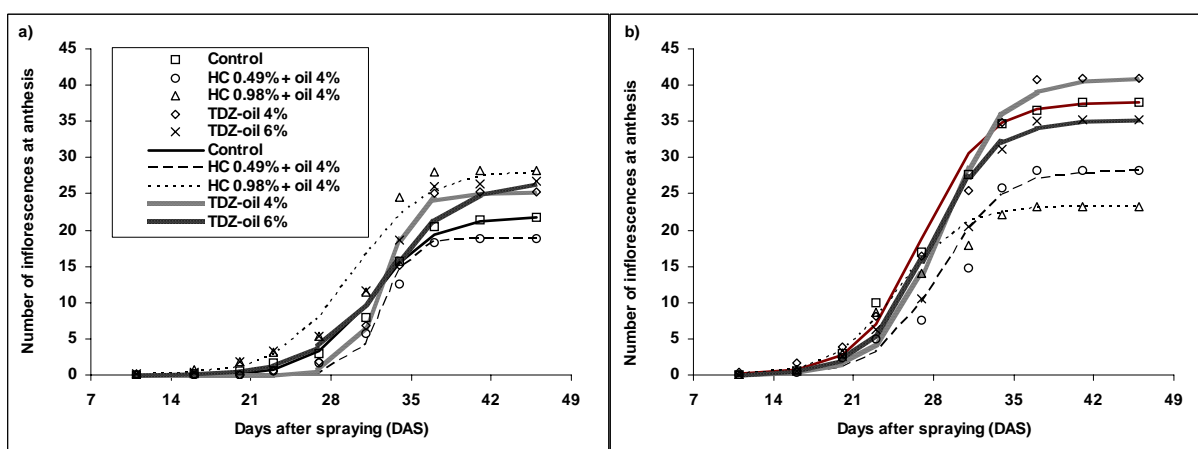 a)
Number of inflorescences at anthesis
45
40
35
30
25
20
15
10
5
0
Control
HC 0.49% + oil 4%
HC 0.98% + oil 4%
TDZ-oil 4%
TDZ-oil 6%
Control
HC 0.49% + oil 4%
HC 0.98% + oil 4%
TDZ-oil 4%
TDZ-oil 6%
7 14 21 28 35 42 49
Days after spraying (DAS)
b)
Number of inflorescences at anthesis
45
40
35
30
25
20
15
10
5
0
7 14 21 28 35 42 49
Days after spraying (DAS)